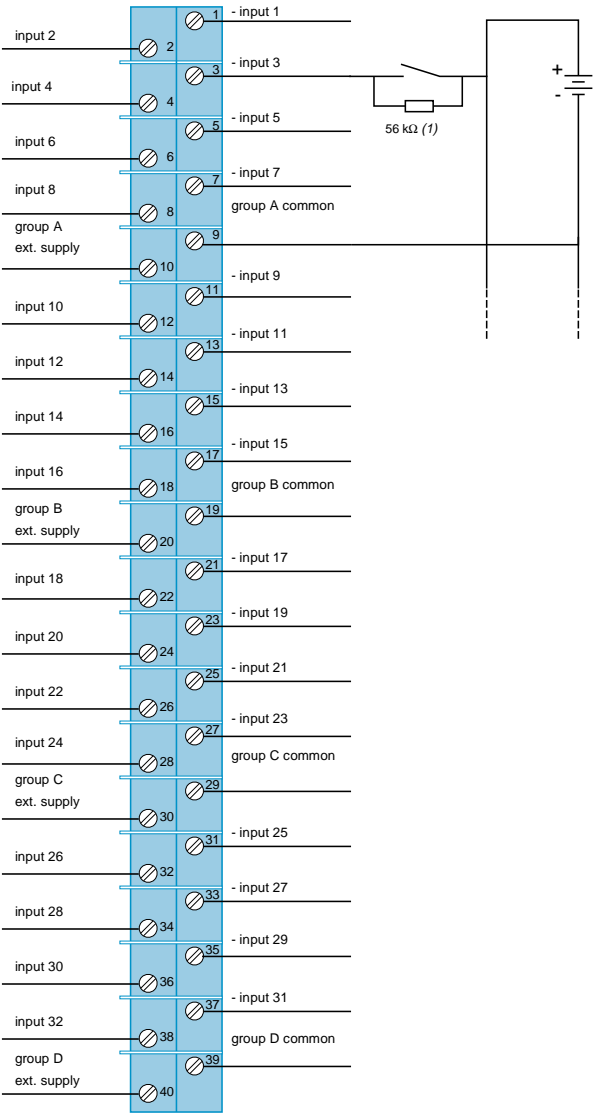 - input 1
1
input 2
2
- input 3
3
input 4
4
- input 5
5
input 6
6
- input 7
7
input 8
8
group A common
group A
ext. supply
9
10
- input 9
11
input 10
12
- input 11
13
input 12
14
- input 13
15
input 14
16
- input 15
17
input 16
18
group B common
group B
ext. supply
19
20
- input 17
21
input 18
22
- input 19
23
input 20
24
- input 21
25
input 22
26
- input 23
27
input 24
28
group C common
group C
ext. supply
29
30
- input 25
31
input 26
32
- input 27
33
input 28
34
- input 29
35
input 30
36
- input 31
37
input 32
38
group D common
group D
ext. supply
39
40
56 kΩ (1)
+
-